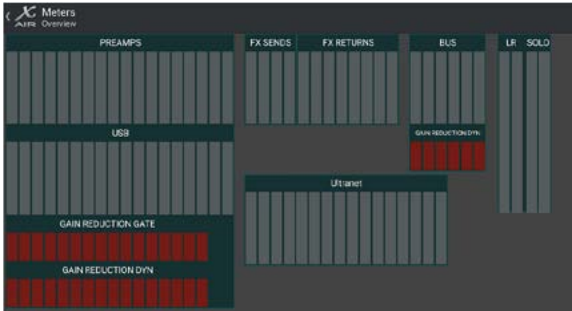 Meters
X AIR Overview
PREAMPS
FX SENDS FX RETURNS
BUS
LR SOLO
USB
GAIN REDUCTION DYN
Ultranet
GAIN REDUCTION GATE
GAIN REDUCTION DYN